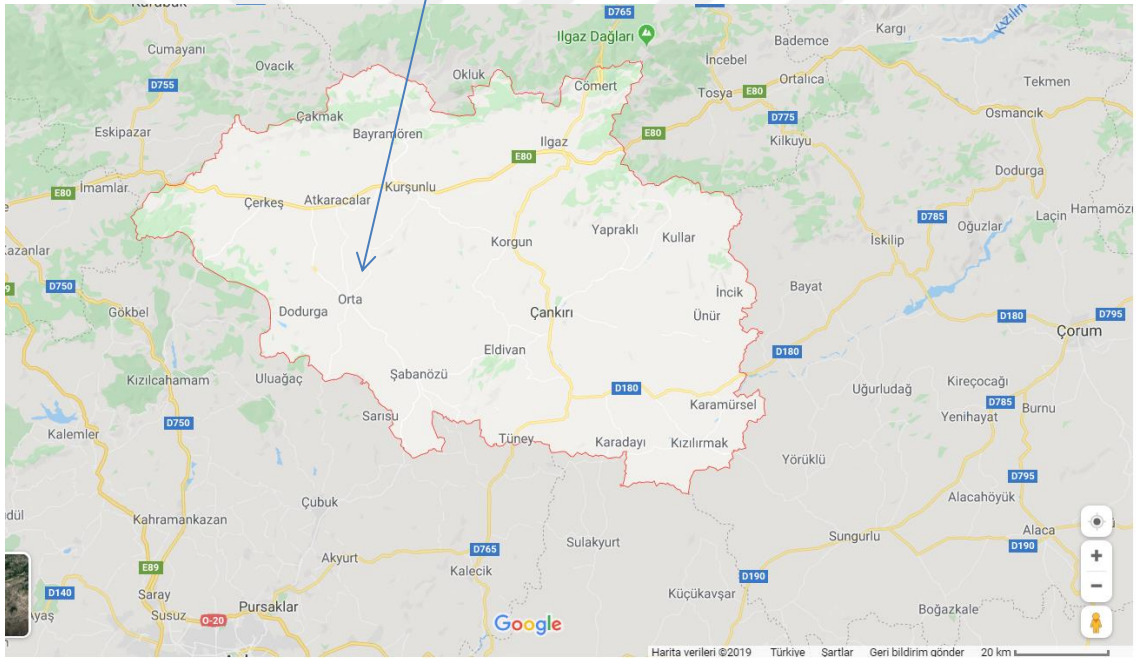 D765
Kargı
Ilgaz Dağları
Bademce
Cumayanı
İncebel
Ovacık
Okluk
Ortalıca
Tekmen
D755
Cömert
Tosya E80
Çakmak
Osmancık
D775
Eskipazar
Bayramören
Ilgaz
E80
Kilkuyu
E80
Dodurga
E80 İmamlar
Kurşunlu
Çerkeş
Atkaracalar
D785
Laçin
Oğuzlar
Yapraklı
Kullar
Korgun
İskilip
D750
İncik
Bayat
Orta
Dodurga
Gökbel
Çankırı
Ünür
D180
D795
Çorum
Eldivan
D180
Kızılcahamam
Uluağaç
Şabanözü
D180
Uğurludağ
Kireçocağı
Karamürsel
D785
Burnu
Sarısu
Yenihayat
D750
Kalemler
Tüney
Karadayı
Kızılırmak
Yörüklü
D795
Alacahöyük
Çubuk
Kahramankazan
Alaca
Sungurlu
D190
Sulakyurt
D765
Akyurt
E89
Kalecik
D190
D140
Saray
Küçükavşar
Pursaklar
Boğazkale
Susuz
O-20
Google
Harita verileri ©2019 Türkiye Şartlar Geri bildirim gönder 20 km